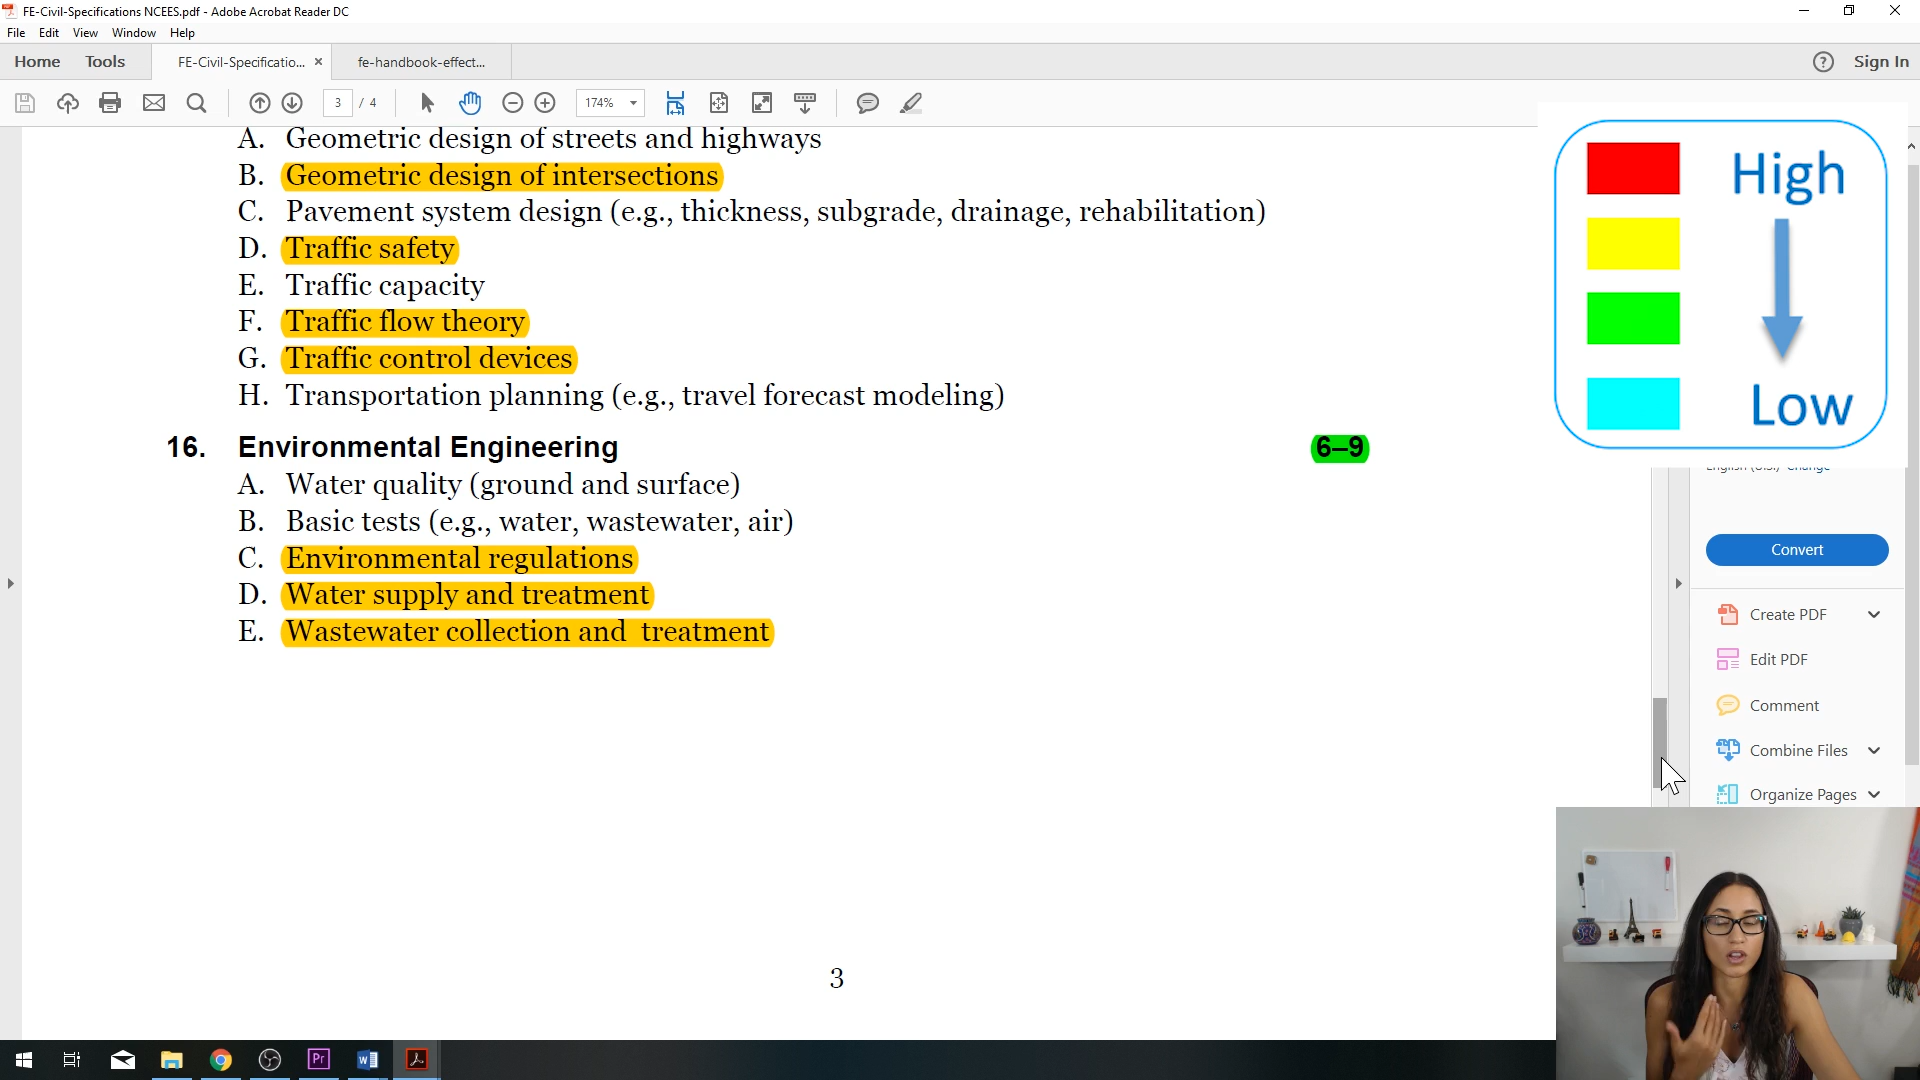 FE-Civil-Specifications NCEES.pdf - Adobe Acrobat Reader DC
File Edit View Window Help
Home Tools FE-Civil-Specificatio... × fe-handbook-effect... ? Sign In
3 / 4 174%
A. Geometric design of streets and highways
B. Geometric design of intersections
C. Pavement system design (e.g., thickness, subgrade, drainage, rehabilitation)
D. Traffic safety
E. Traffic capacity
F. Traffic flow theory
G. Traffic control devices
H. Transportation planning (e.g., travel forecast modeling)
16. Environmental Engineering 6–9
A. Water quality (ground and surface)
B. Basic tests (e.g., water, wastewater, air)
C. Environmental regulations
D. Water supply and treatment
E. Wastewater collection and treatment
3
High
Low
Convert
Create PDF
Edit PDF
Comment
Combine Files
Organize Pages
Pr
W